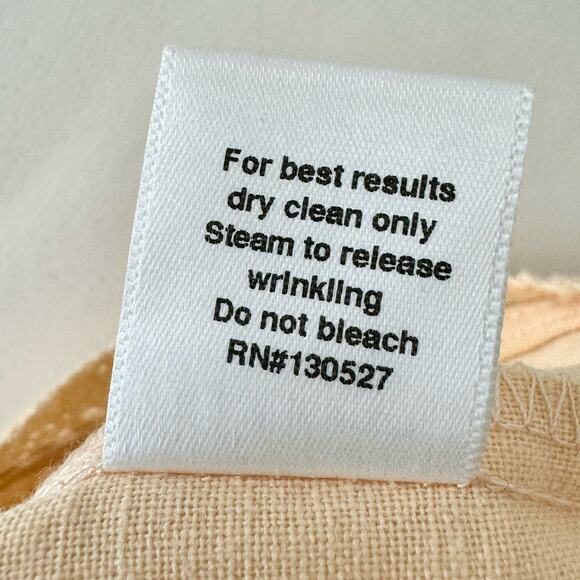 For best results
dry clean only
Steam to release
wrinkling
Do not bleach
RN#130527